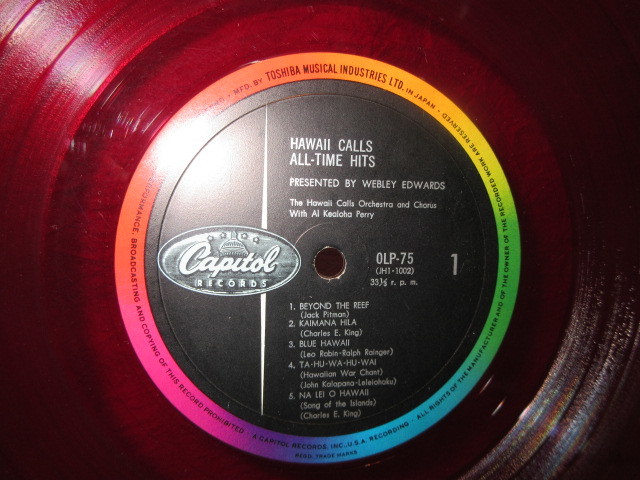 MFG. BY TOSHIBA MUSICAL INDUSTRIES LTD. IN JAPAN • ALL RIGHTS OF THE MANUFACTURER AND OF THE OWNER OF THE RECORDED WORK ARE RESERVED
PERFORMANCE, BROADCASTING AND COPYING OF THIS RECORD PROHIBITED • A CAPITOL RECORDS, INC., U.S.A. RECORDING
REGD. TRADE MARKS
HAWAII CALLS
ALL-TIME HITS
PRESENTED BY WEBLEY EDWARDS
The Hawaii Calls Orchestra and Chorus
With Al Kealoha Perry
Capitol
RECORDS
OLP-75
(JH1-1002)
33⅓ r. p. m.
1
1. BEYOND THE REEF
(Jack Pitman)
2. KAIMANA HILA
(Charles E. King)
3. BLUE HAWAII
(Leo Robin-Ralph Rainger)
4. TA-HU-WA-HU-WAI
(Hawaiian War Chant)
(John Kalapana-Leleiohaku)
5. NA LEI O HAWAII
(Song of the Islands)
(Charles E. King)